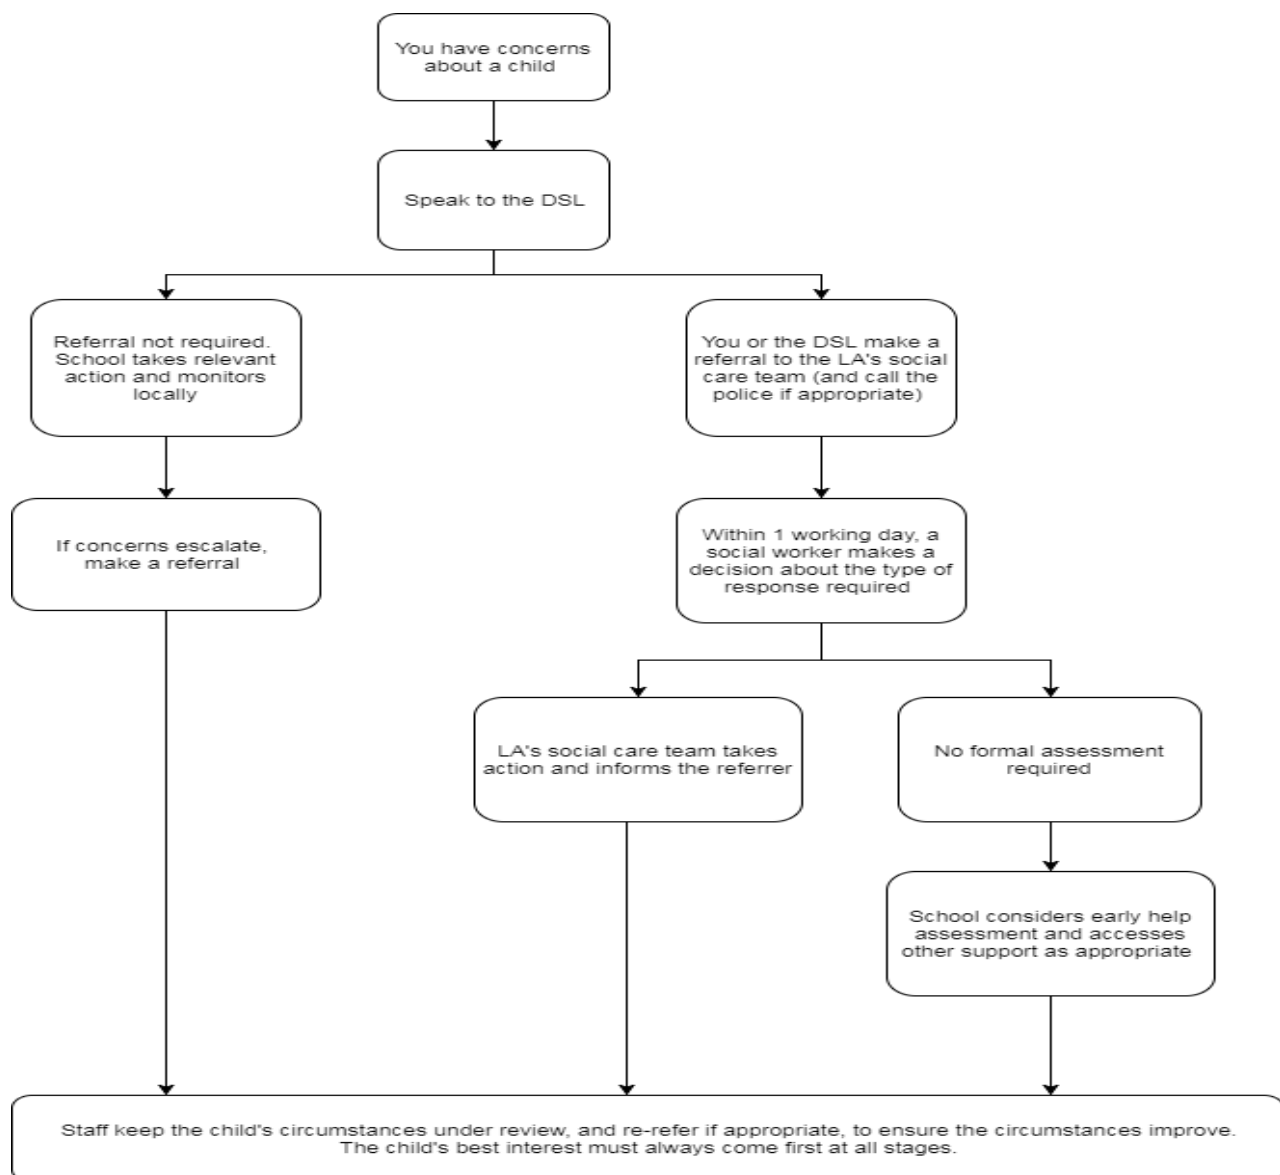 You have concerns
about a child
Speak to the DSL
Referral not required.
School takes relevant
action and monitors
locally
You or the DSL make a
referral to the LA's social
care team (and call the
police if appropriate)
If concerns escalate,
make a referral
Within 1 working day, a
social worker makes a
decision about the type of
response required
LA's social care team takes
action and informs the referrer
No formal assessment
required
School considers early help
assessment and accesses
other support as appropriate
Staff keep the child's circumstances under review, and re-refer if appropriate, to ensure the circumstances improve.
The child's best interest must always come first at all stages.